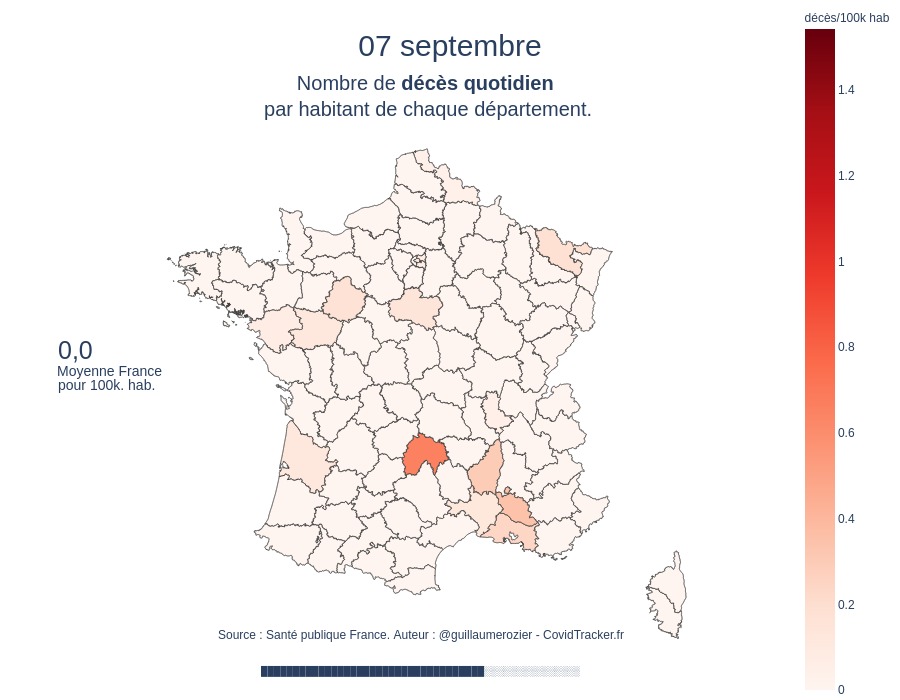 décès/100k hab
07 septembre
Nombre de décès quotidien
par habitant de chaque département.
1.4
1.2
1
0.8
0.6
0.4
0.2
0
0,0
Moyenne France
pour 100k. hab.
Source : Santé publique France. Auteur : @guillaumerozier - CovidTracker.fr